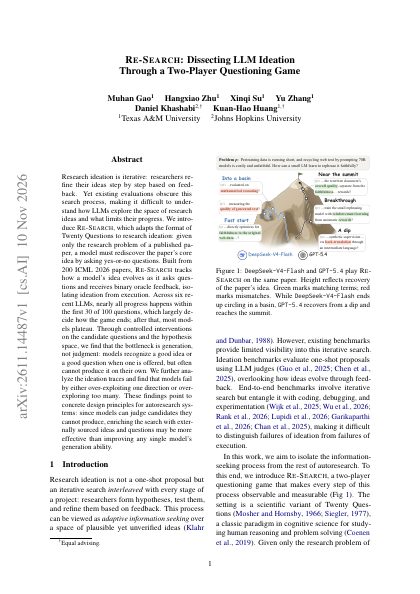 RE-SEARCH: Dissecting LLM Ideation
Through a Two-Player Questioning Game
Muhan Gao¹ Hangxiao Zhu¹ Xinqi Su¹ Yu Zhang¹
Daniel Khashabi²,† Kuan-Hao Huang¹,†
¹Texas A&M University ²Johns Hopkins University
arXiv:2611.14487v1 [cs.AI] 10 Nov 2026
Abstract
Research ideation is iterative: researchers
refine their ideas step by step based on feed-
back. Yet existing evaluations obscure this
search process, making it difficult to under-
stand how LLMs explore the space of research
ideas and what limits their progress. We intro-
duce RE-SEARCH, which adapts the format of
Twenty Questions to research ideation: given
only the research problem of a published pa-
per, a model must rediscover the paper's core
idea by asking yes-or-no questions. Built from
200 ICML 2026 papers, RE-SEARCH tracks
how a model's idea evolves as it asks ques-
tions and receives binary oracle feedback, iso-
lating ideation from execution. Across six re-
cent LLMs, nearly all progress happens within
the first 30 of 100 questions, which largely de-
cide how the game ends; after that, most mod-
els plateau. Through controlled interventions
on candidate questions and the hypothesis
space, we find that the bottleneck is generation,
not judgment: models recognize a good idea or
a good question when one is offered, but often
cannot produce it on their own. We further
analyze the ideation traces and find that models
fail by either over-exploiting one direction or
over-exploring too many. These findings point to
concrete design principles for autoresearch sys-
tems: since models can judge candidates they
cannot produce, enriching the search with exter-
nally sourced ideas and questions may be more
effective than improving any single model's
generation ability.
1 Introduction
Research ideation is not a one-shot proposal but
an iterative search interleaved with every stage of
a project: researchers form hypotheses, test them,
and refine them based on feedback. This process
can be viewed as adaptive information seeking over
a space of plausible yet unverified ideas (Klahr
†Equal advising.
Into a basin
Near the summit
Breakthrough
Fast start
A dip
DeepSeek-V4-Flash GPT-5.4
Figure 1: DeepSeek-V4-Flash and GPT-5.4 play RE-
SEARCH on the same paper. Height reflects recovery
of the paper's idea. Green marks matching terms; red
marks mismatches. While DeepSeek-V4-Flash ends
up circling in a basin, GPT-5.4 recovers from a dip and
reaches the summit.
and Dunbar, 1988). However, existing benchmarks
provide limited visibility into this iterative search.
Ideation benchmarks evaluate one-shot proposals
using LLM judges (Guo et al., 2025; Chen et al.,
2025), overlooking how ideas evolve through feed-
back. End-to-end benchmarks involve iterative
search but entangle it with coding, debugging, and
experimentation (Wijk et al., 2025; Wu et al., 2026;
Rank et al., 2026; Lupidi et al., 2026; Garikaparthi
et al., 2026; Chan et al., 2025), making it difficult
to distinguish failures of ideation from failures of
execution.
In this work, we aim to isolate the information-
seeking process from the rest of autoresearch. To
this end, we introduce RE-SEARCH, a two-player
questioning game that makes every step of this
process observable and measurable (Fig 1). The
setting is a scientific variant of Twenty Ques-
tions (Mosher and Hornsby, 1966; Siegler, 1977),
a classic paradigm in cognitive science for study-
ing human reasoning and problem solving (Coenen
et al., 2019). Given only the research problem of
1